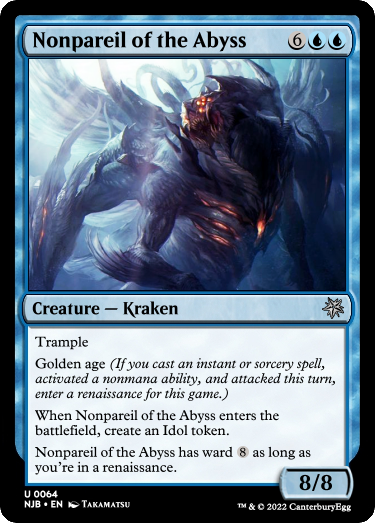 Nonpareil of the Abyss 6
Creature — Kraken
Trample
Golden age (If you cast an instant or sorcery spell,
activated a nonmana ability, and attacked this turn,
enter a renaissance for this game.)
When Nonpareil of the Abyss enters the
battlefield, create an Idol token.
Nonpareil of the Abyss has ward 8 as long as
you're in a renaissance.
8/8
U 0064
NJB • EN Takamatsu
™ & © 2022 CanterburyEgg